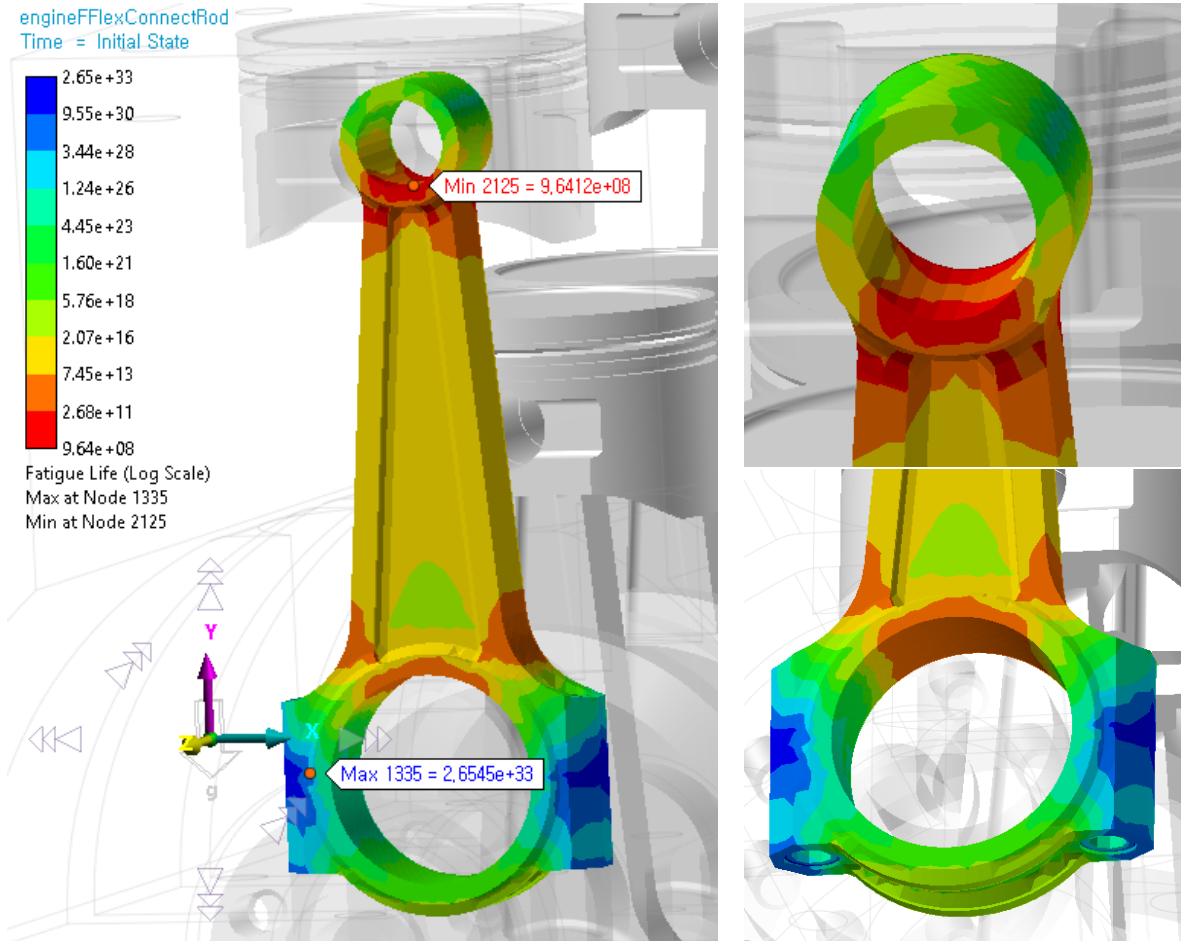 engineFFlexConnectRod
Time = Initial State
2.65e+33
9.55e+30
3.44e+28
1.24e+26
4.45e+23
1.60e+21
5.76e+18
2.07e+16
7.45e+13
2.68e+11
9.64e+08
Fatigue Life (Log Scale)
Max at Node 1335
Min at Node 2125
Min 2125 = 9,6412e+08
Y
X
Z
g
Max 1335 = 2,6545e+33